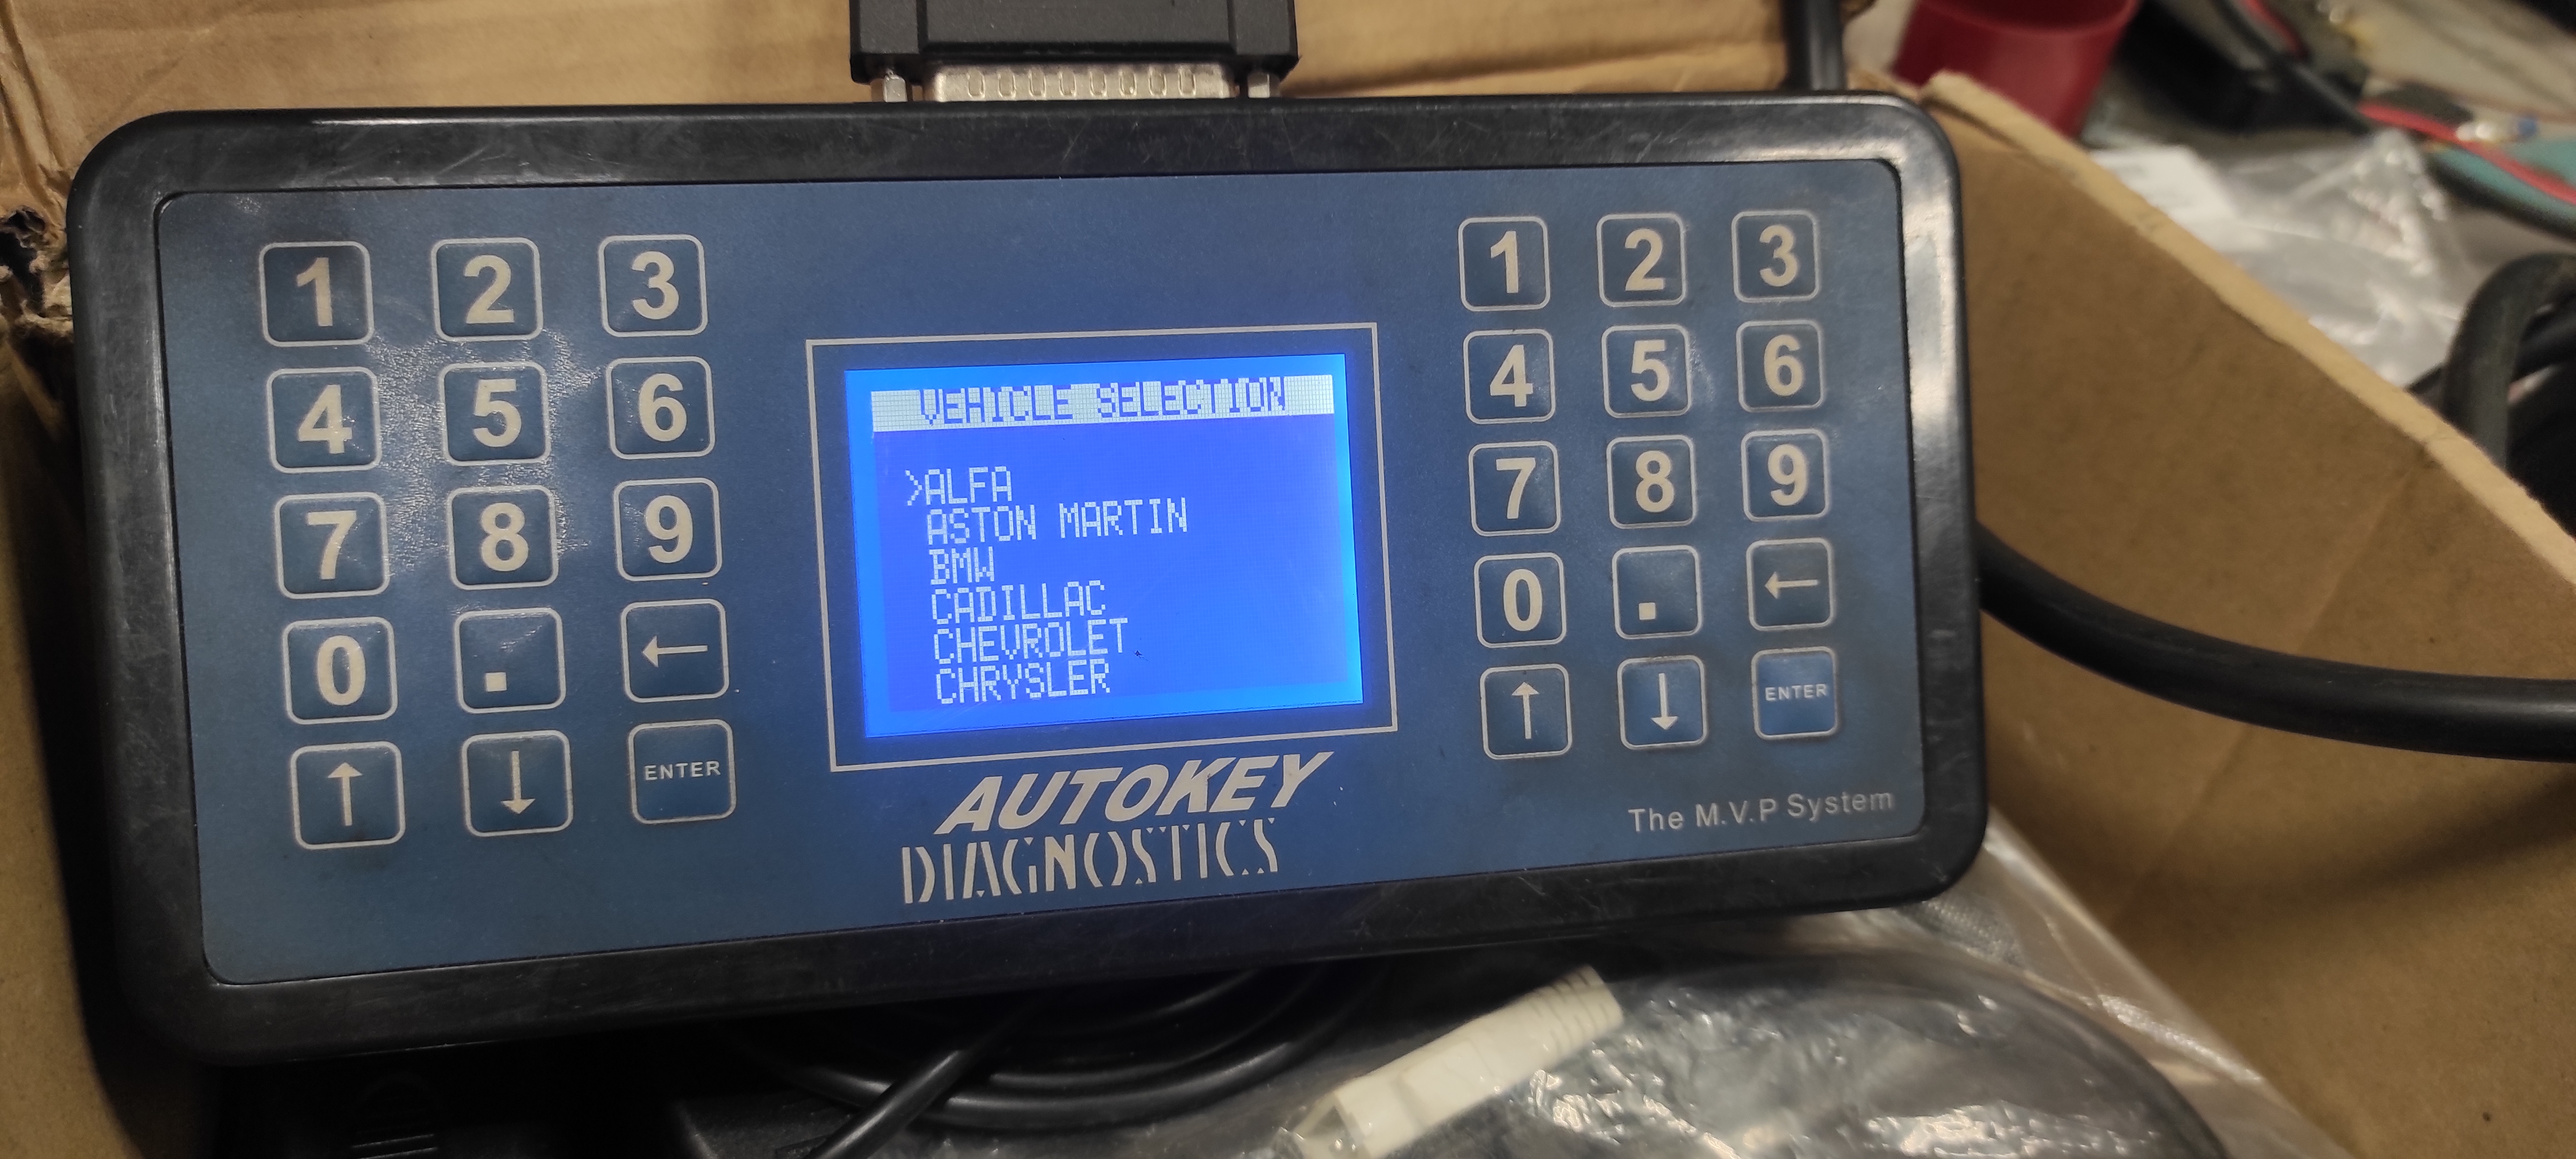 1 2 3
4 5 6
7 8 9
0 . ←
↑ ↓ ENTER
VEHICLE SELECTION
>ALFA
ASTON MARTIN
BMW
CADILLAC
CHEVROLET
CHRYSLER
AUTOKEY
DIAGNOSTICS
1 2 3
4 5 6
7 8 9
0 . ←
↑ ↓ ENTER
The M.V.P System